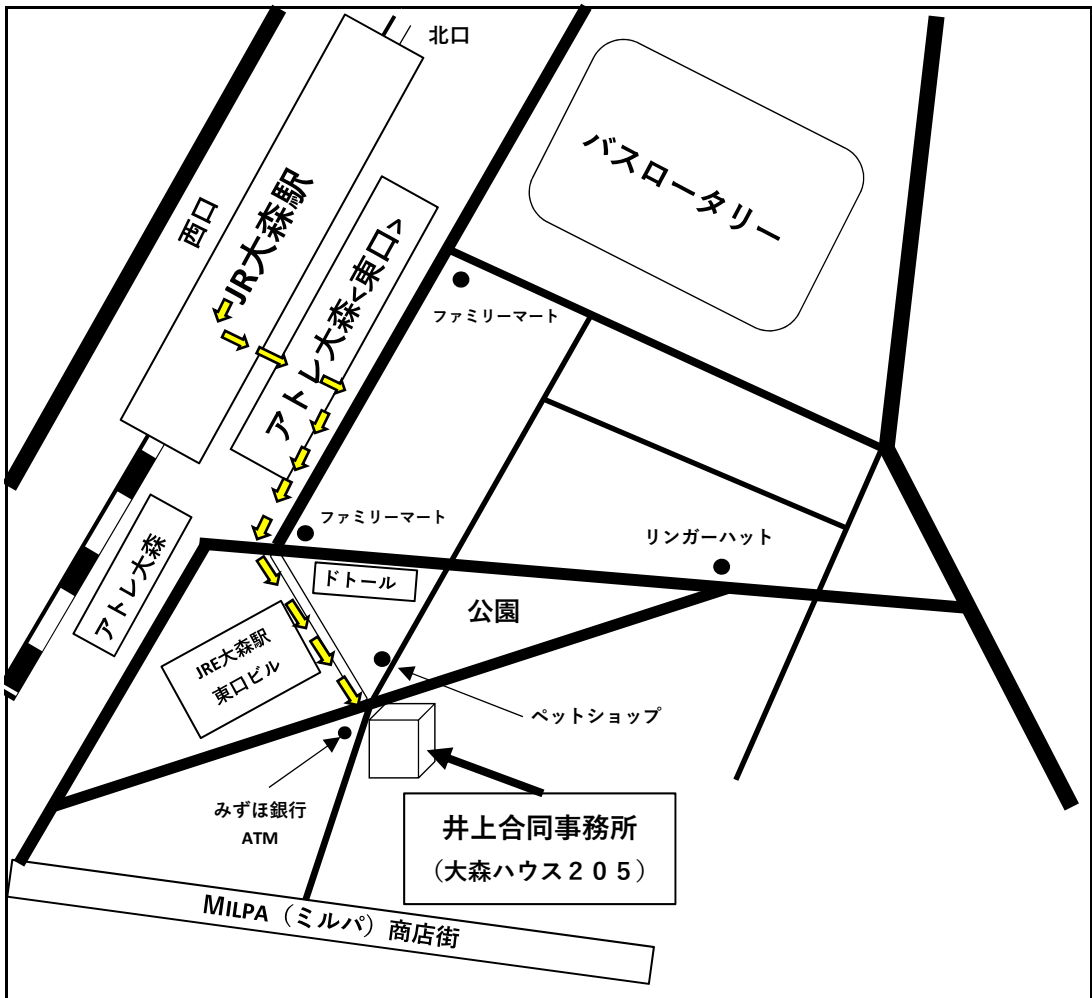 北口
西口
JR大森駅
アトレ大森<東口>
バスロータリー
ファミリーマート
ファミリーマート
リンガーハット
ドトール
アトレ大森
公園
JRE大森駅
東口ビル
ペットショップ
みずほ銀行
ATM
井上合同事務所
（大森ハウス２０５）
MILPA（ミルパ）商店街